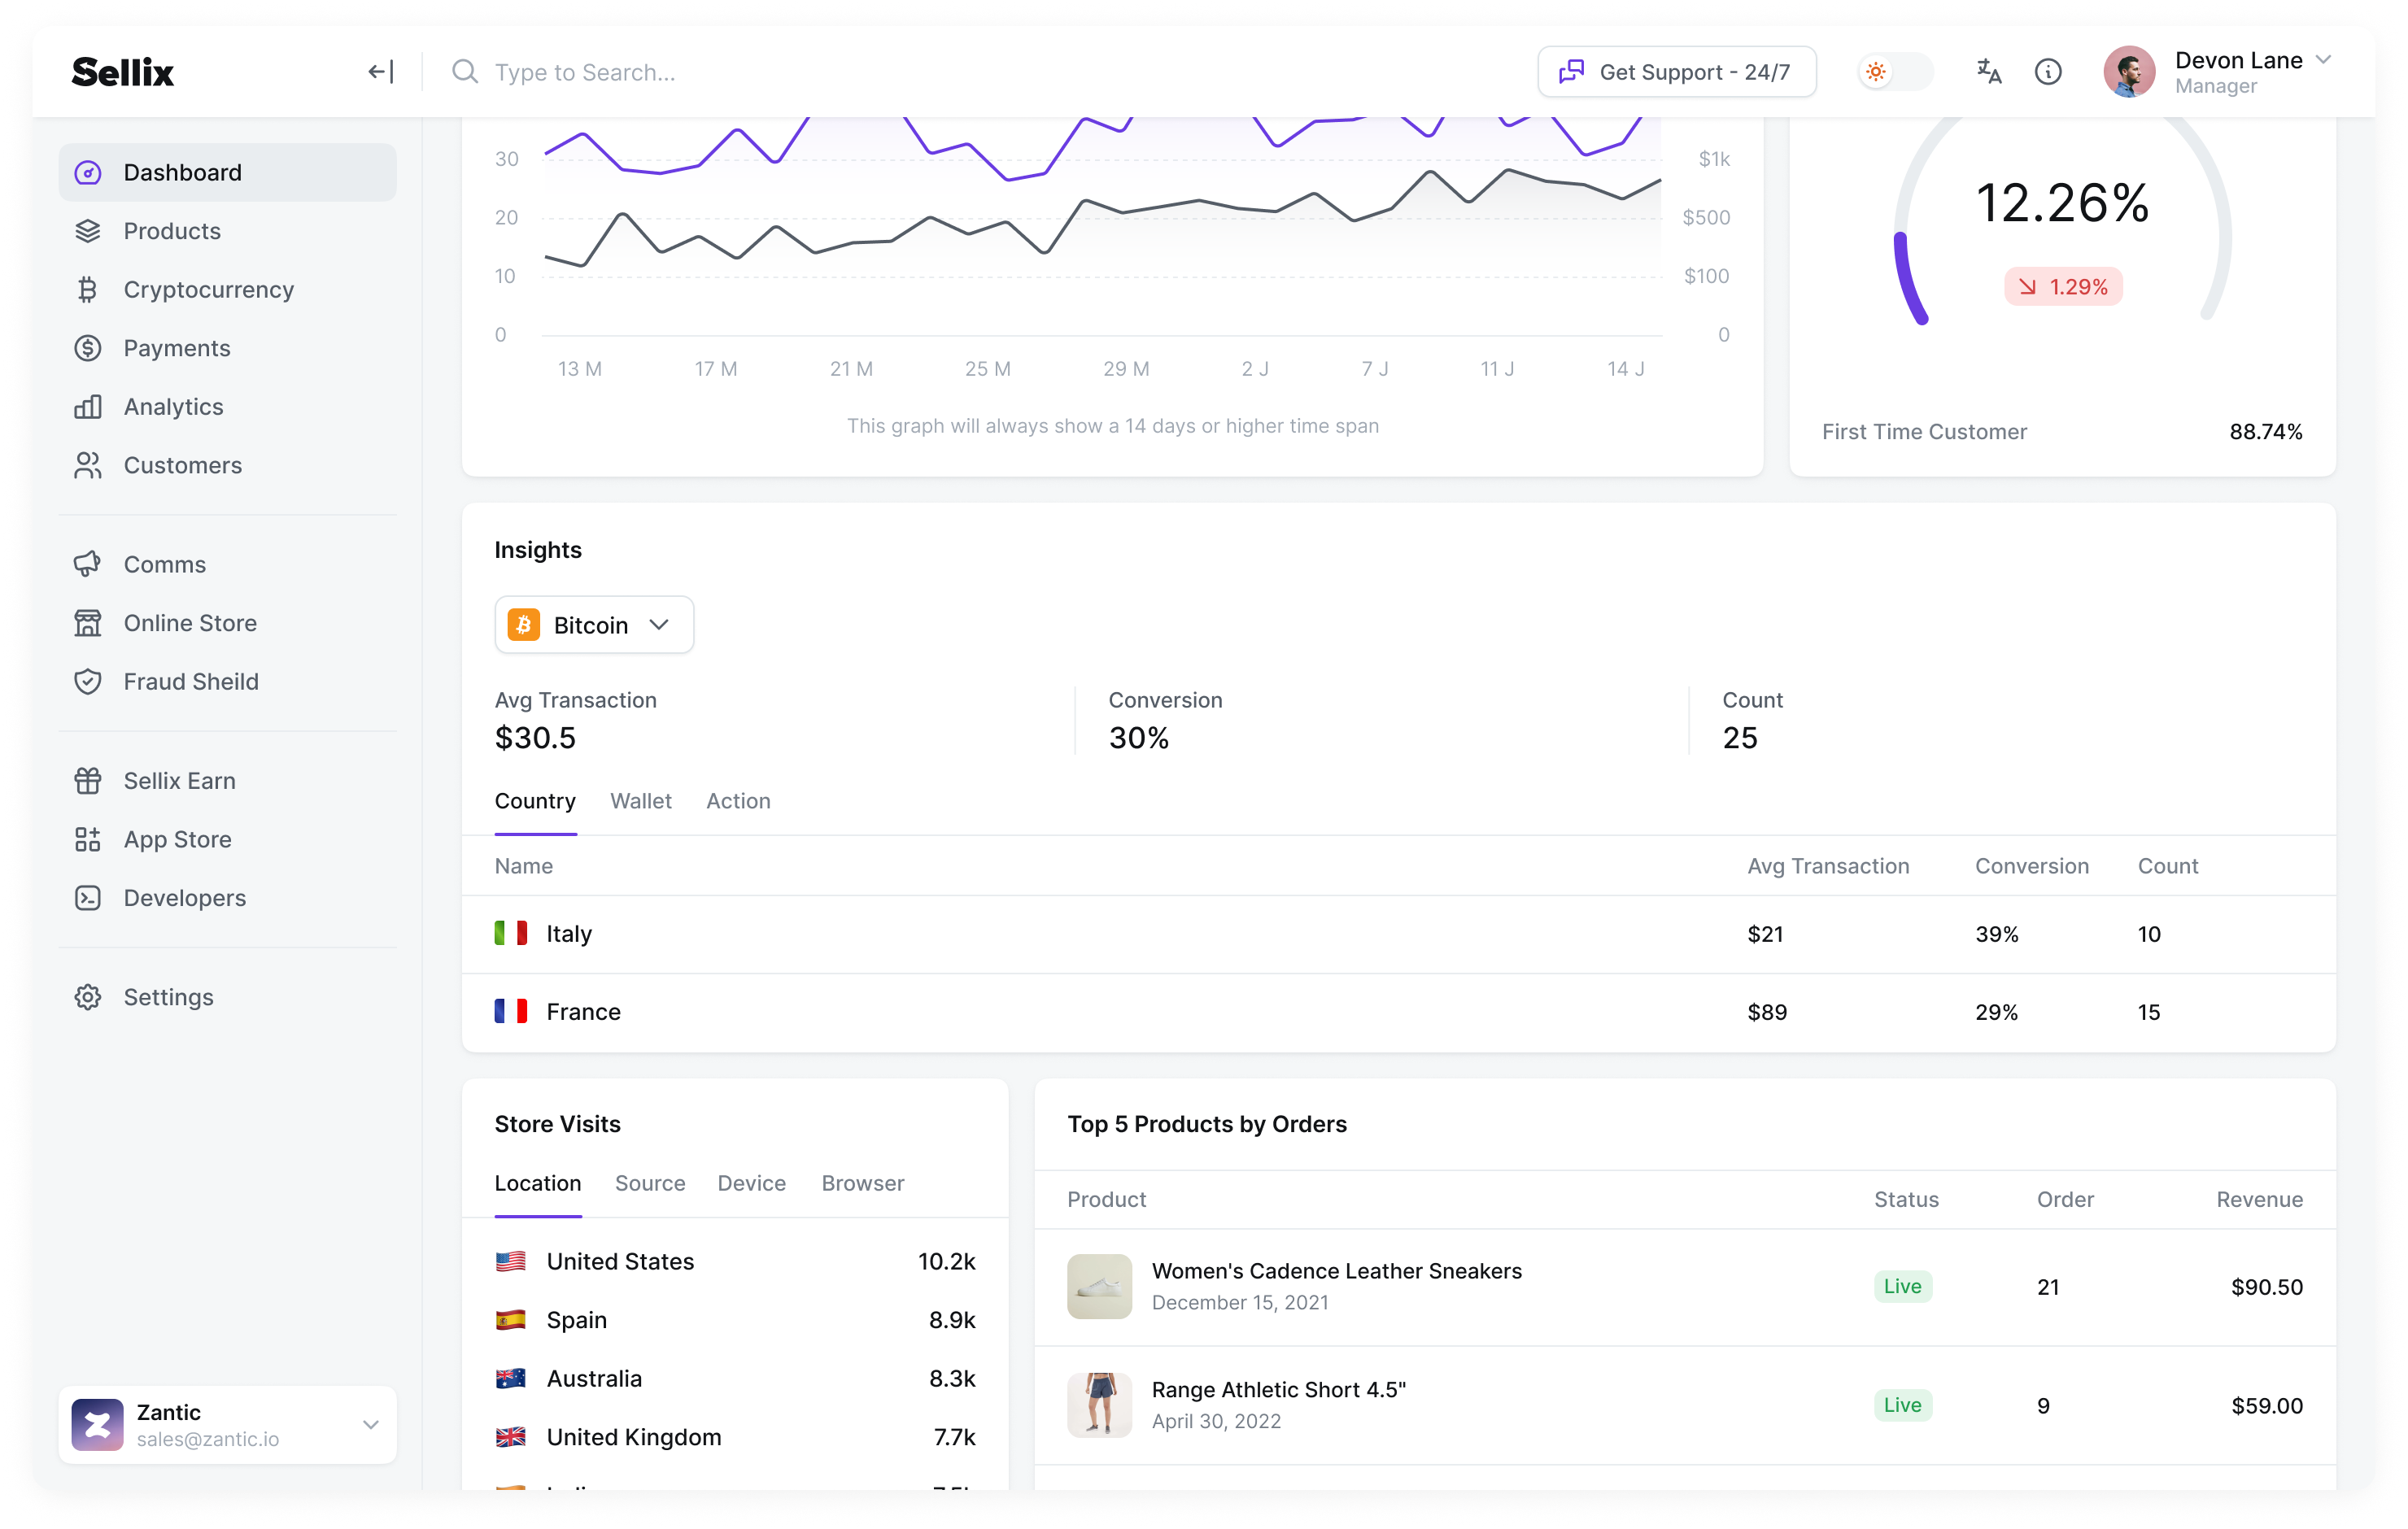 Sellix
Type to Search...
Get Support - 24/7
Devon Lane
Manager
Dashboard
Products
Cryptocurrency
Payments
Analytics
Customers
Comms
Online Store
Fraud Sheild
Sellix Earn
App Store
Developers
Settings
Zantic
sales@zantic.io
30 $1k
20 $500
10 $100
0 0
13 M 17 M 21 M 25 M 29 M 2 J 7 J 11 J 14 J
This graph will always show a 14 days or higher time span
12.26%
1.29%
First Time Customer 88.74%
Insights
Bitcoin
Avg Transaction Conversion Count
$30.5 30% 25
Country Wallet Action
Name Avg Transaction Conversion Count
Italy $21 39% 10
France $89 29% 15
Store Visits
Location Source Device Browser
United States 10.2k
Spain 8.9k
Australia 8.3k
United Kingdom 7.7k
Top 5 Products by Orders
Product Status Order Revenue
Women's Cadence Leather Sneakers
December 15, 2021
Live 21 $90.50
Range Athletic Short 4.5"
April 30, 2022
Live 9 $59.00